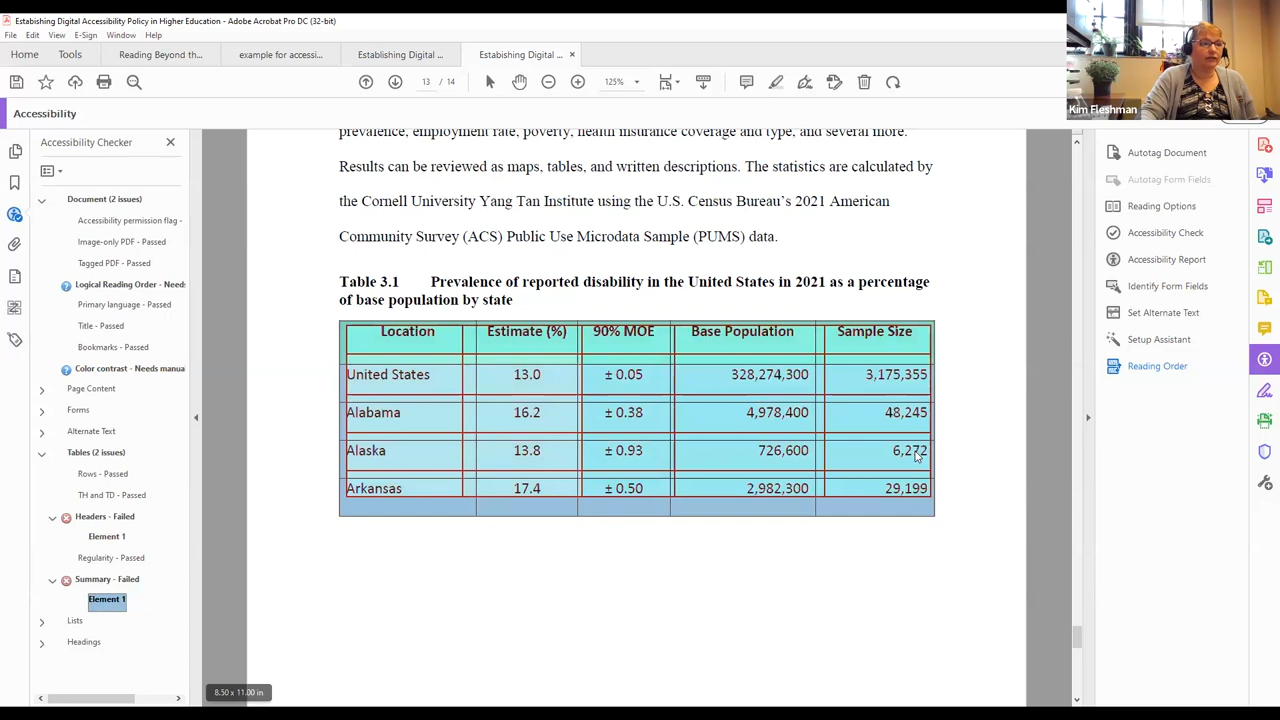 Estabishing Digital Accessibility Policy in Higher Education - Adobe Acrobat Pro DC (32-bit)
File Edit View E-Sign Window Help
Home Tools Reading Beyond th... example for accessi... Establishing Digital ... Establishing Digital ... ×
13 / 14 125%
Kim Fleshman
Accessibility
Accessibility Checker
Document (2 issues)
Accessibility permission flag -
Image-only PDF - Passed
Tagged PDF - Passed
Logical Reading Order - Needs
Primary language - Passed
Title - Passed
Bookmarks - Passed
Color contrast - Needs manua
Page Content
Forms
Alternate Text
Tables (2 issues)
Rows - Passed
TH and TD - Passed
Headers - Failed
Element 1
Regularity - Passed
Summary - Failed
Element 1
Lists
Headings
prevalence, employment rate, poverty, health insurance coverage and type, and several more.
Results can be reviewed as maps, tables, and written descriptions. The statistics are calculated by
the Cornell University Yang Tan Institute using the U.S. Census Bureau's 2021 American
Community Survey (ACS) Public Use Microdata Sample (PUMS) data.
Table 3.1 Prevalence of reported disability in the United States in 2021 as a percentage
of base population by state
Location Estimate (%) 90% MOE Base Population Sample Size
United States 13.0 ± 0.05 328,274,300 3,175,355
Alabama 16.2 ± 0.38 4,978,400 48,245
Alaska 13.8 ± 0.93 726,600 6,272
Arkansas 17.4 ± 0.50 2,982,300 29,199
8.50 x 11.00 in
Autotag Document
Autotag Form Fields
Reading Options
Accessibility Check
Accessibility Report
Identify Form Fields
Set Alternate Text
Setup Assistant
Reading Order